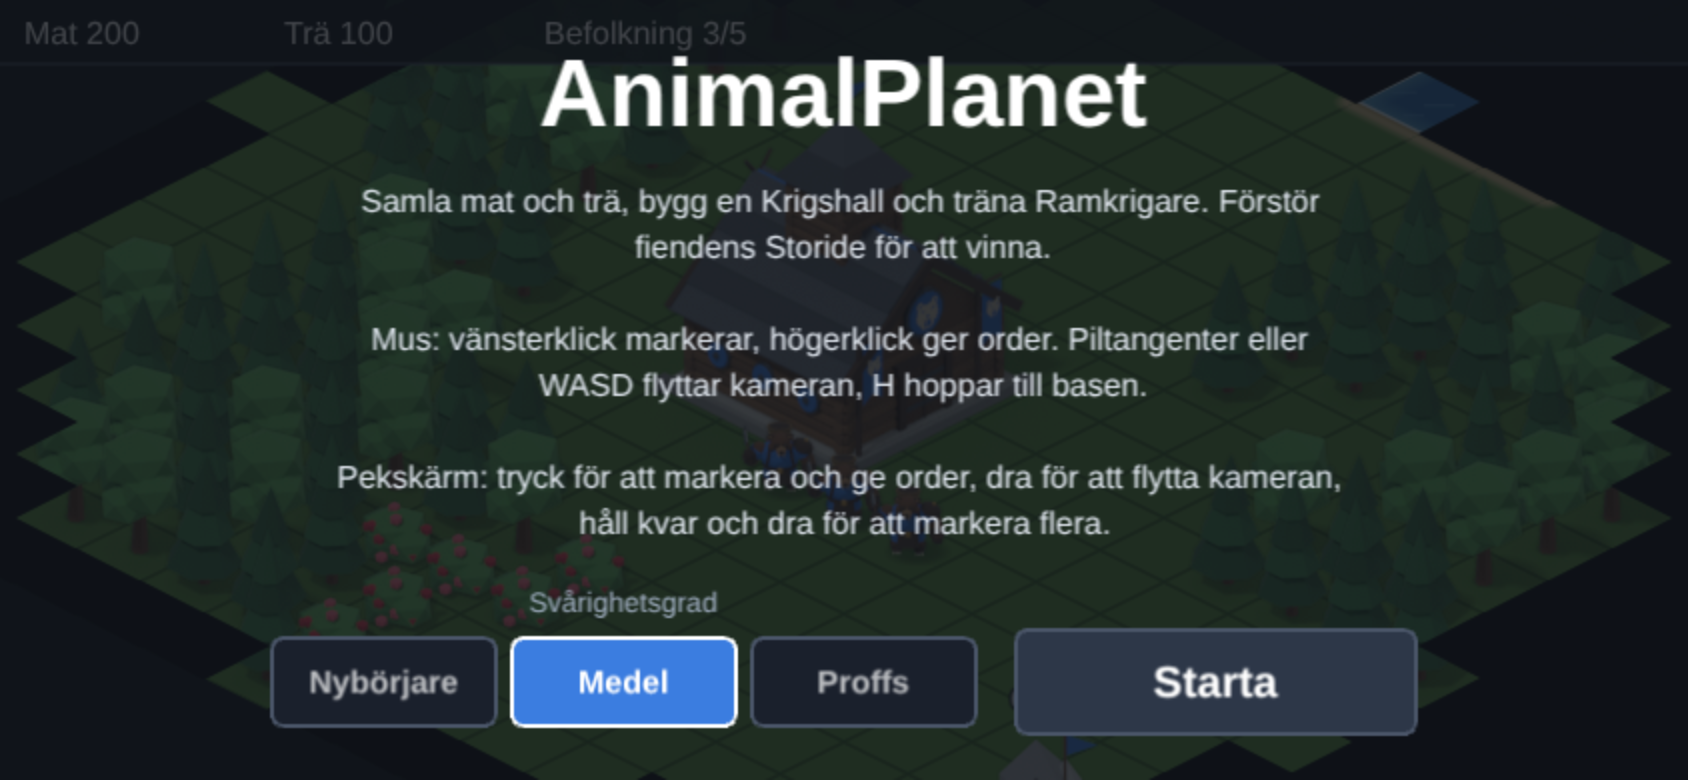 Mat 200 Trä 100 Befolkning 3/5
AnimalPlanet
Samla mat och trä, bygg en Krigshall och träna Ramkrigare. Förstör
fiendens Storide för att vinna.
Mus: vänsterklick markerar, högerklick ger order. Piltangenter eller
WASD flyttar kameran, H hoppar till basen.
Pekskärm: tryck för att markera och ge order, dra för att flytta kameran,
håll kvar och dra för att markera flera.
Svårighetsgrad
Nybörjare Medel Proffs Starta